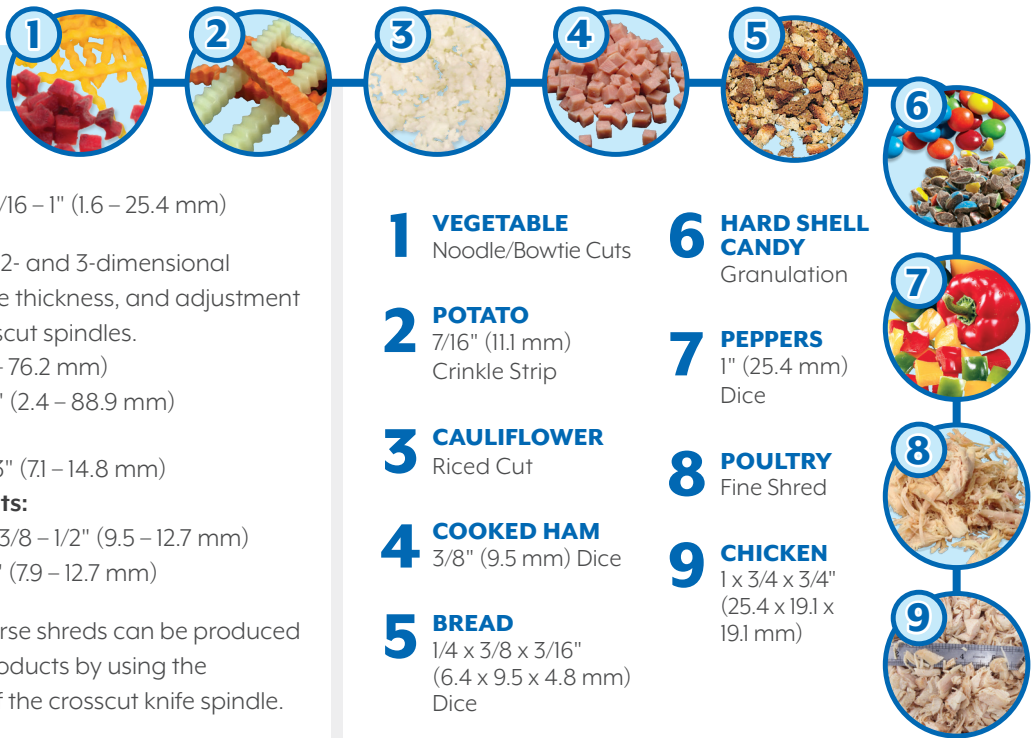 1
2
3
4
5
6
7
8
9
/16 – 1" (1.6 – 25.4 mm)
2- and 3-dimensional
e thickness, and adjustment
scut spindles.
– 76.2 mm)
" (2.4 – 88.9 mm)
3" (7.1 – 14.8 mm)
ts:
3/8 – 1/2" (9.5 – 12.7 mm)
" (7.9 – 12.7 mm)
rse shreds can be produced
oducts by using the
f the crosscut knife spindle.
1 VEGETABLE
Noodle/Bowtie Cuts
2 POTATO
7/16" (11.1 mm)
Crinkle Strip
3 CAULIFLOWER
Riced Cut
4 COOKED HAM
3/8" (9.5 mm) Dice
5 BREAD
1/4 x 3/8 x 3/16"
(6.4 x 9.5 x 4.8 mm)
Dice
6 HARD SHELL
CANDY
Granulation
7 PEPPERS
1" (25.4 mm)
Dice
8 POULTRY
Fine Shred
9 CHICKEN
1 x 3/4 x 3/4"
(25.4 x 19.1 x
19.1 mm)